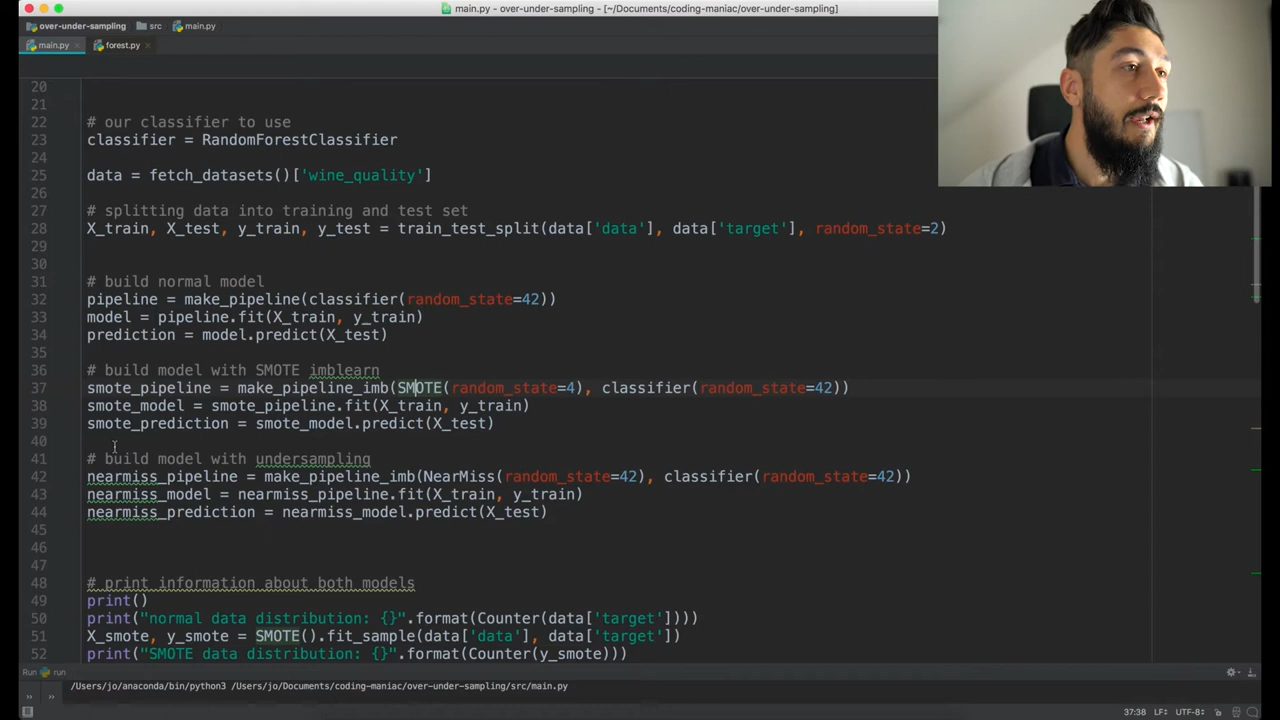 main.py - over-under-sampling - [~/Documents/coding-maniac/over-under-sampling]
over-under-sampling src main.py
main.py forest.py
20
21
22 # our classifier to use
23 classifier = RandomForestClassifier
24
25 data = fetch_datasets()['wine_quality']
26
27 # splitting data into training and test set
28 X_train, X_test, y_train, y_test = train_test_split(data['data'], data['target'], random_state=2)
29
30
31 # build normal model
32 pipeline = make_pipeline(classifier(random_state=42))
33 model = pipeline.fit(X_train, y_train)
34 prediction = model.predict(X_test)
35
36 # build model with SMOTE imblearn
37 smote_pipeline = make_pipeline_imb(SMOTE(random_state=4), classifier(random_state=42))
38 smote_model = smote_pipeline.fit(X_train, y_train)
39 smote_prediction = smote_model.predict(X_test)
40
41 # build model with undersampling
42 nearmiss_pipeline = make_pipeline_imb(NearMiss(random_state=42), classifier(random_state=42))
43 nearmiss_model = nearmiss_pipeline.fit(X_train, y_train)
44 nearmiss_prediction = nearmiss_model.predict(X_test)
45
46
47
48 # print information about both models
49 print()
50 print("normal data distribution: {}".format(Counter(data['target'])))
51 X_smote, y_smote = SMOTE().fit_sample(data['data'], data['target'])
52 print("SMOTE data distribution: {}".format(Counter(y_smote)))
Run run
/Users/jo/anaconda/bin/python3 /Users/jo/Documents/coding-maniac/over-under-sampling/src/main.py
37:38 LF÷ UTF-8÷